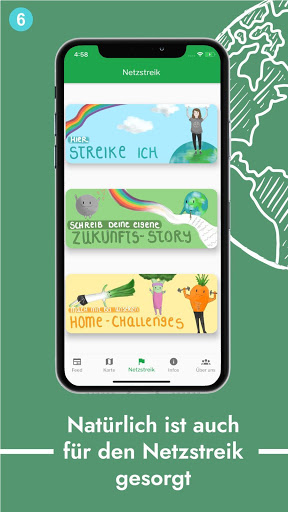 6
4:58
Netzstreik
HIER
STREIKE ICH
SCHREIB DEINE EIGENE
ZUKUNFTS-STORY
HOME-CHALLENGES
Feed
Karte
Netzstreik
Infos
Über uns
Natürlich ist auch
für den Netzstreik
gesorgt